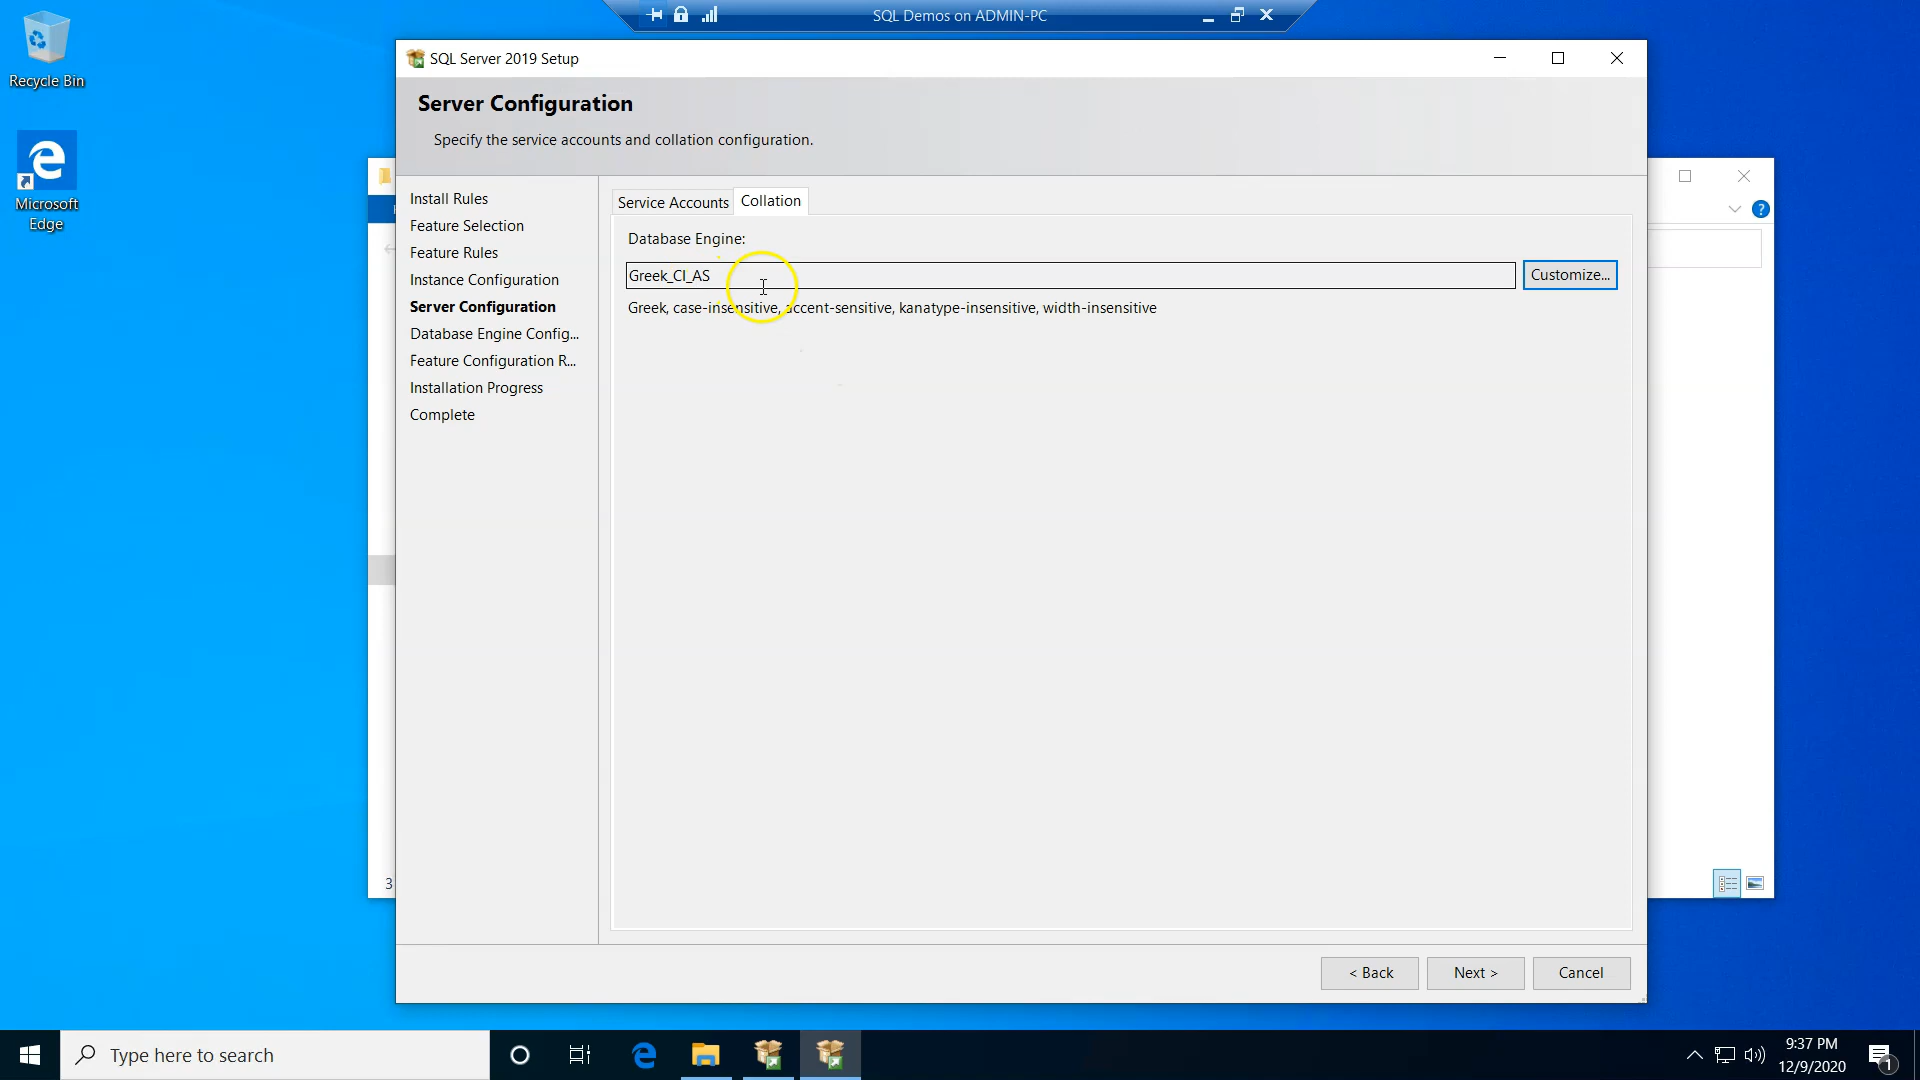 SQL Demos on ADMIN-PC
Recycle Bin
Microsoft
Edge
SQL Server 2019 Setup
Server Configuration
Specify the service accounts and collation configuration.
Install Rules
Feature Selection
Feature Rules
Instance Configuration
Server Configuration
Database Engine Config...
Feature Configuration R...
Installation Progress
Complete
Service Accounts
Collation
Database Engine:
Greek_CI_AS
Customize...
Greek, case-insensitive, accent-sensitive, kanatype-insensitive, width-insensitive
3
< Back
Next >
Cancel
Type here to search
9:37 PM
12/9/2020
1